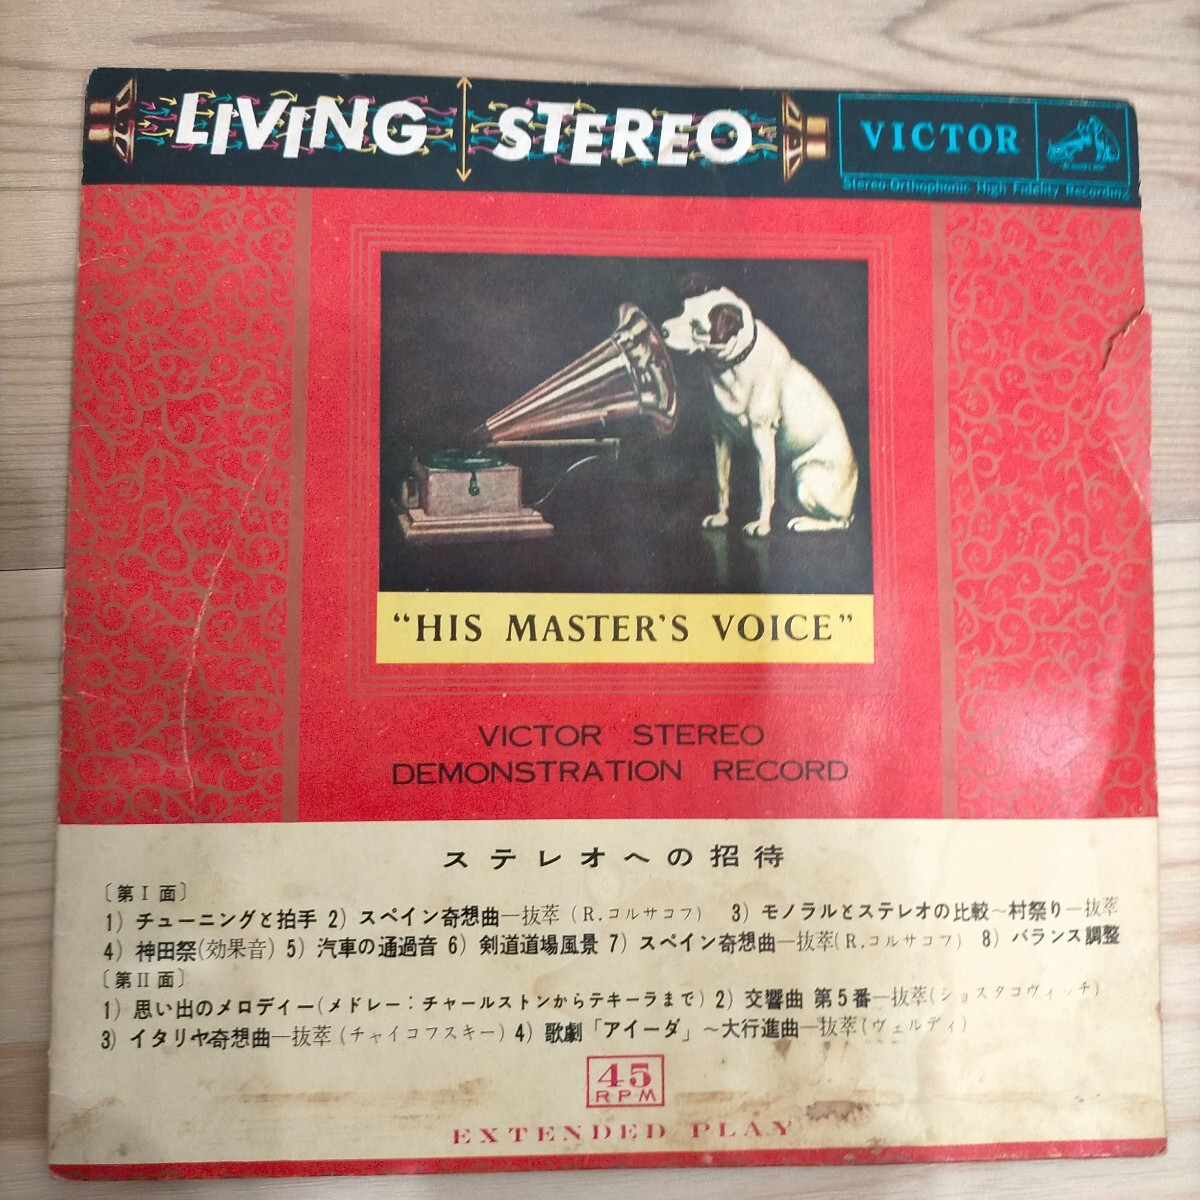 LIVING STEREO
VICTOR
Stereo-Orthophonic High Fidelity Recording
"HIS MASTER'S VOICE"
VICTOR STEREO
DEMONSTRATION RECORD
ステレオへの招待
〔第Ⅰ面〕
1) チューニングと拍手 2) スペイン奇想曲―抜萃 (R.コルサコフ) 3) モノラルとステレオの比較～村祭り―抜萃
4) 神田祭(効果音) 5) 汽車の通過音 6) 剣道道場風景 7) スペイン奇想曲―抜萃(R.コルサコフ) 8) バランス調整
〔第Ⅱ面〕
1) 思い出のメロディー(メドレー:チャールストンからテキーラまで) 2) 交響曲 第5番―抜萃(ショスタコヴィッチ)
3) イタリヤ奇想曲―抜萃 (チャイコフスキー) 4) 歌劇「アイーダ」～大行進曲―抜萃(ヴェルディ)
45
RPM
EXTENDED PLAY